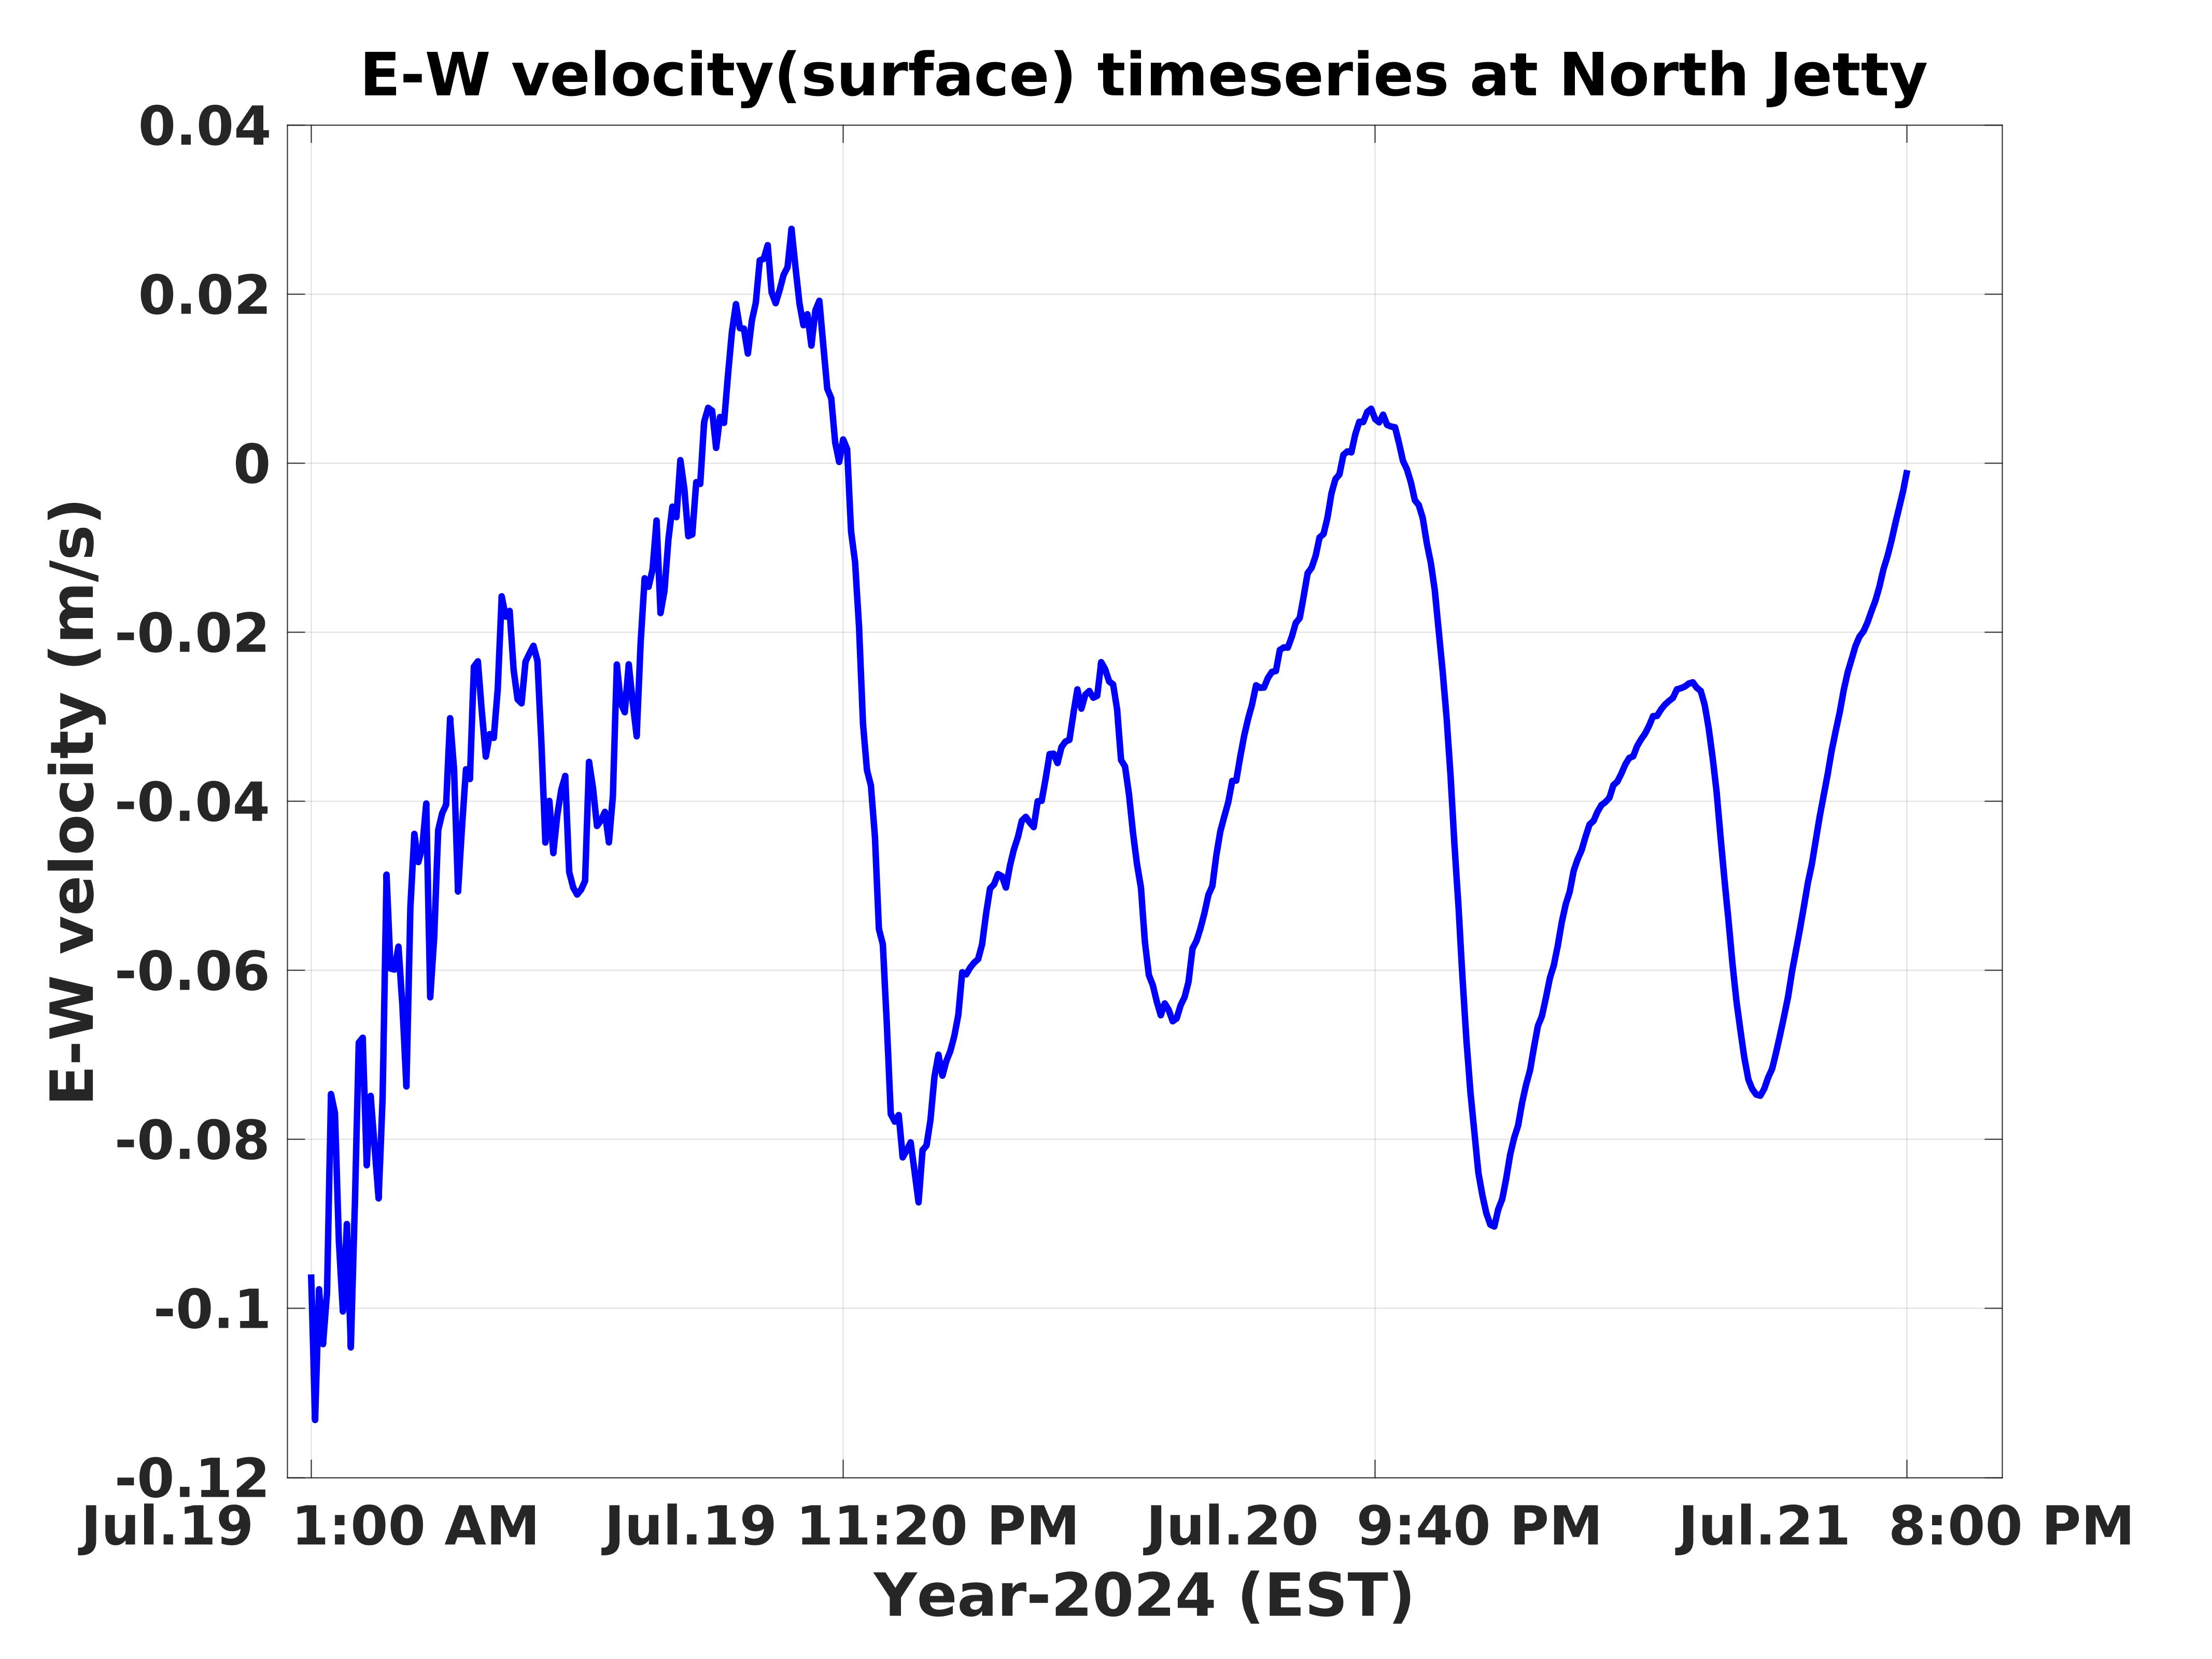 E-W velocity(surface) timeseries at North Jetty
0.04
0.02
0
-0.02
-0.04
-0.06
-0.08
-0.1
-0.12
E-W velocity (m/s)
Jul.19 1:00 AM Jul.19 11:20 PM Jul.20 9:40 PM Jul.21 8:00 PM
Year-2024 (EST)